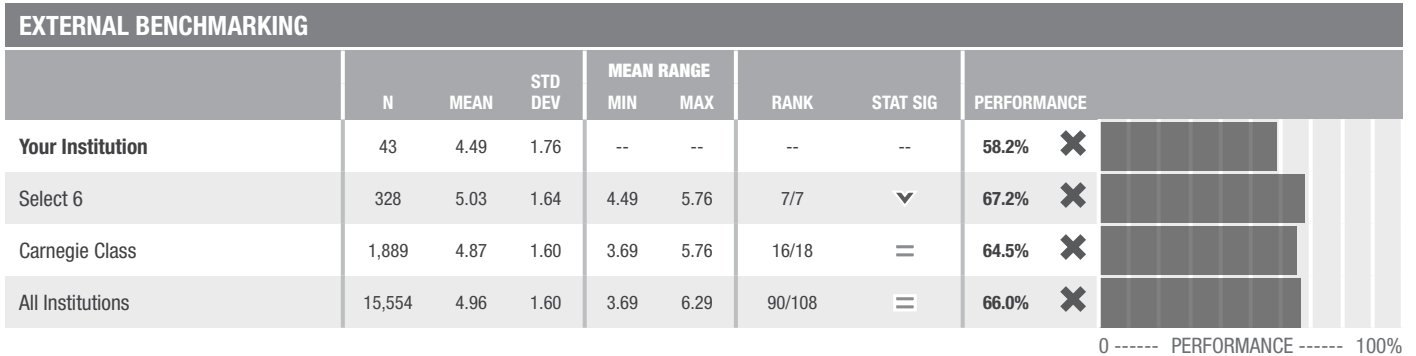 EXTERNAL BENCHMARKING
STD MEAN RANGE
N MEAN DEV MIN MAX RANK STAT SIG PERFORMANCE
Your Institution 43 4.49 1.76 -- -- -- -- 58.2%
Select 6 328 5.03 1.64 4.49 5.76 7/7 67.2%
Carnegie Class 1,889 4.87 1.60 3.69 5.76 16/18 = 64.5%
All Institutions 15,554 4.96 1.60 3.69 6.29 90/108 = 66.0%
0 ------ PERFORMANCE ------ 100%